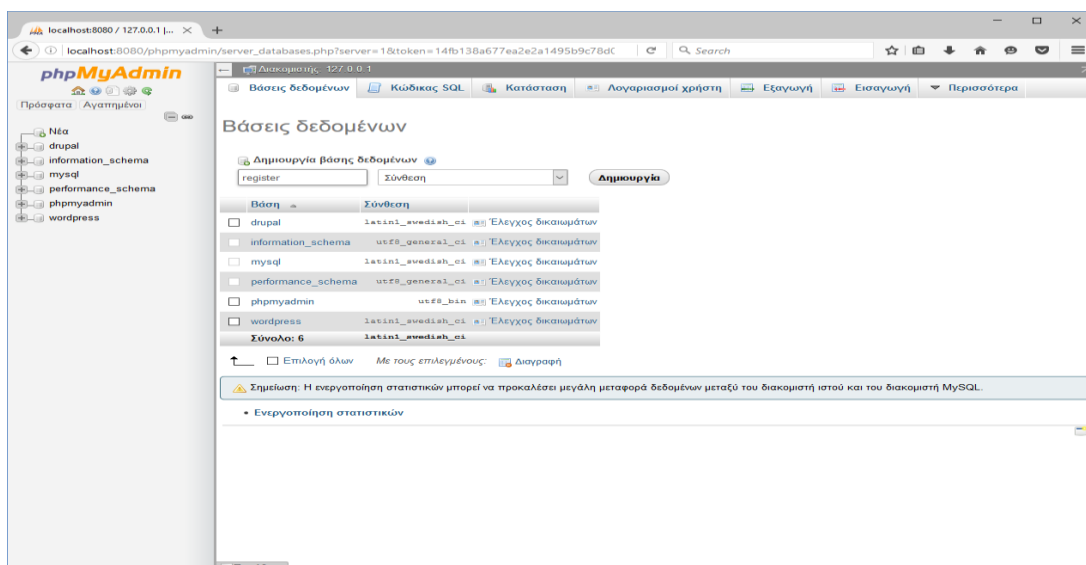 localhost:8080 / 127.0.0.1 |...
localhost:8080/phpmyadmin/server_databases.php?server=1&token=14fb138a677ea2e2a1495b9c78d
Search
phpMyAdmin
Πρόσφατα Αγαπημένοι
Νέα
drupal
information_schema
mysql
performance_schema
phpmyadmin
wordpress
Διακομιστής: 127.0.0.1
Βάσεις δεδομένων Κώδικας SQL Κατάσταση Λογαριασμοί χρήστη Εξαγωγή Εισαγωγή Περισσότερα
Βάσεις δεδομένων
Δημιουργία βάσης δεδομένων
register Σύνθεση Δημιουργία
Βάση Σύνθεση
drupal latin1_swedish_ci Έλεγχος δικαιωμάτων
information_schema utf8_general_ci Έλεγχος δικαιωμάτων
mysql latin1_swedish_ci Έλεγχος δικαιωμάτων
performance_schema utf8_general_ci Έλεγχος δικαιωμάτων
phpmyadmin utf8_bin Έλεγχος δικαιωμάτων
wordpress latin1_swedish_ci Έλεγχος δικαιωμάτων
Σύνολο: 6 latin1_swedish_ci
Επιλογή όλων Με τους επιλεγμένους: Διαγραφή
Σημείωση: Η ενεργοποίηση στατιστικών μπορεί να προκαλέσει μεγάλη μεταφορά δεδομένων μεταξύ του διακομιστή ιστού και του διακομιστή MySQL.
• Ενεργοποίηση στατιστικών